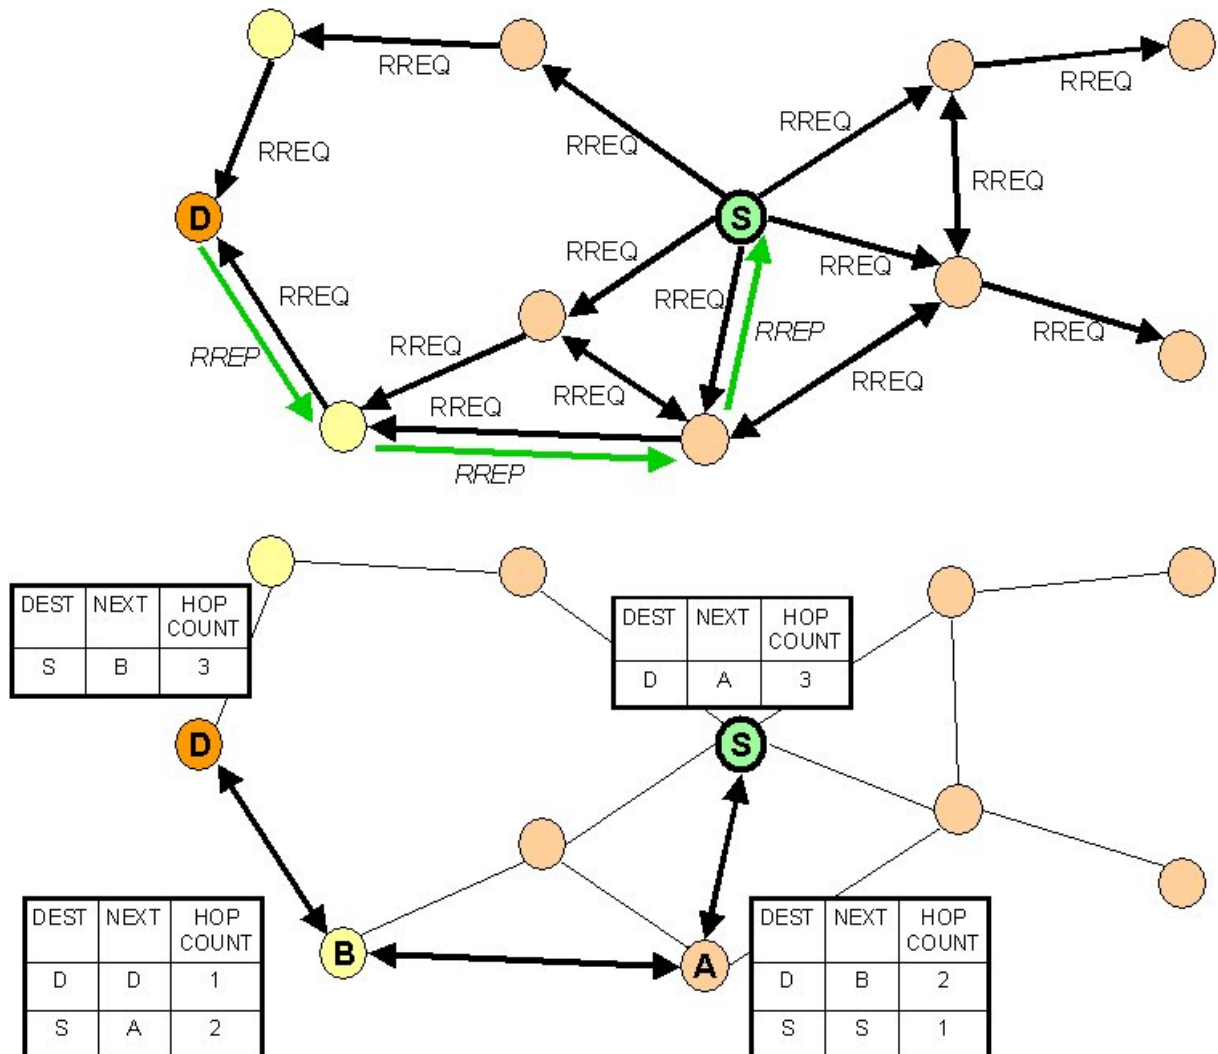 RREQ
RREQ
RREQ
RREQ
RREQ
RREQ
D
S
RREQ
RREQ
RREQ
RREQ
RREP
RREQ
RREP
RREQ
RREQ
RREQ
RREQ
RREP
DEST NEXT HOP COUNT
S B 3
DEST NEXT HOP COUNT
D A 3
D
S
DEST NEXT HOP COUNT
D D 1
S A 2
B
A
DEST NEXT HOP COUNT
D B 2
S S 1